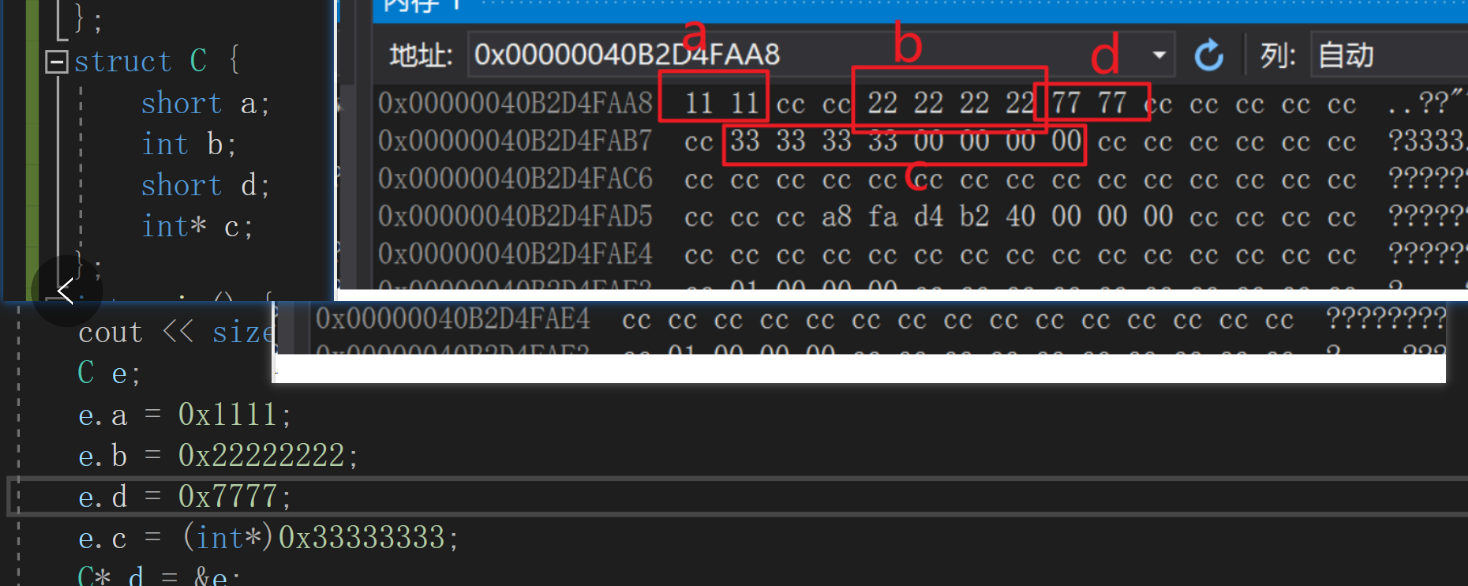 };
struct C {
short a;
int b;
short d;
int* c;
};
地址: 0x00000040B2D4FAA8 列: 自动
a
b
d
0x00000040B2D4FAA8 11 11 cc cc 22 22 22 22 77 77 cc cc cc cc cc ..??"
0x00000040B2D4FAB7 cc 33 33 33 33 00 00 00 00 cc cc cc cc cc cc ?3333.
0x00000040B2D4FAC6 cc cc cc cc cc cc cc cc cc cc cc cc cc cc cc ??????
c
0x00000040B2D4FAD5 cc cc cc a8 fa d4 b2 40 00 00 00 cc cc cc cc ??????
0x00000040B2D4FAE4 cc cc cc cc cc cc cc cc cc cc cc cc cc cc cc ??????
0x00000040B2D4FAE4 cc cc cc cc cc cc cc cc cc cc cc cc cc cc cc ????????
cout << size
C e;
e.a = 0x1111;
e.b = 0x22222222;
e.d = 0x7777;
e.c = (int*)0x33333333;
C* d = &e;